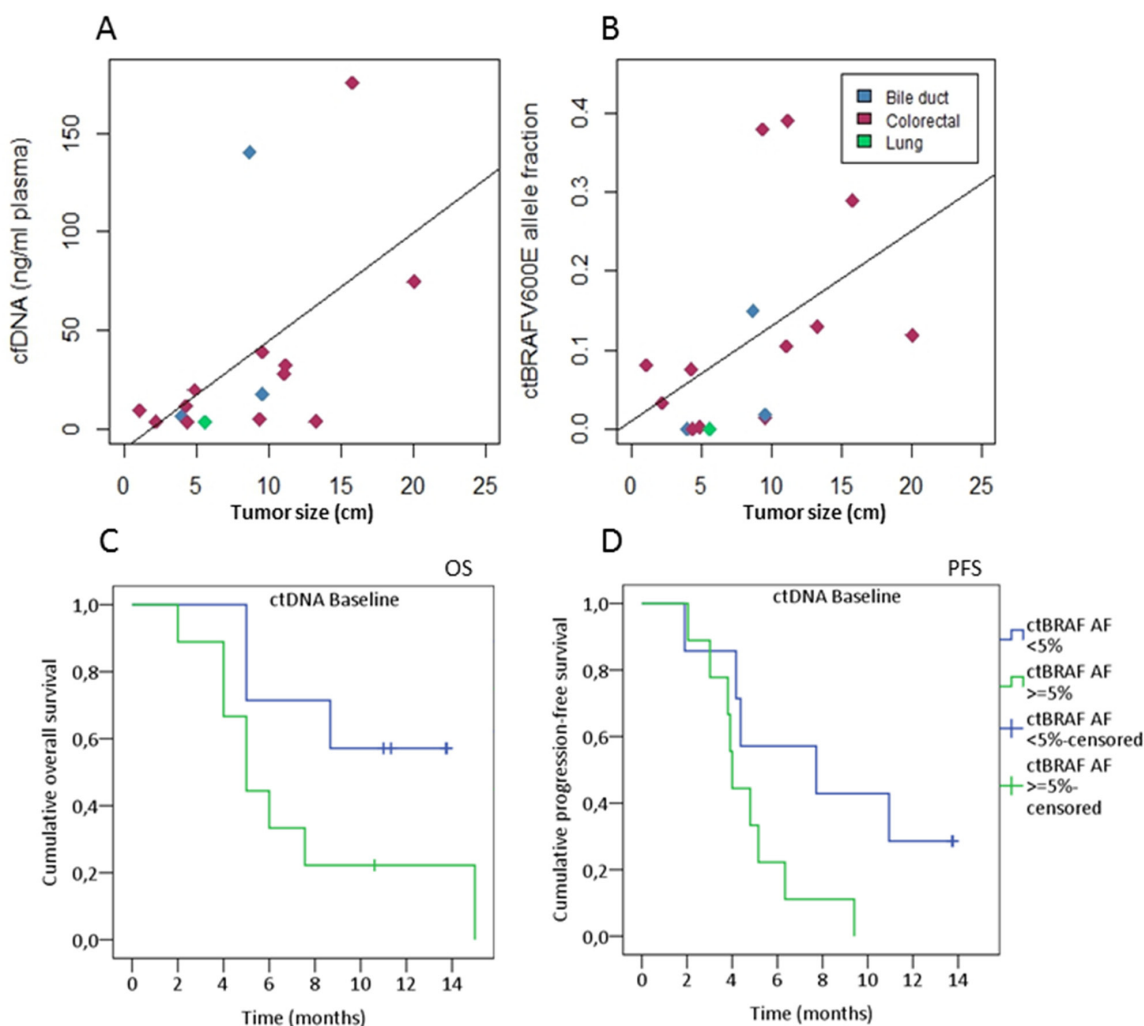 A
cfDNA (ng/ml plasma)
150
100
50
0
0 5 10 15 20 25
Tumor size (cm)
B
ctBRAFV600E allele fraction
0.4
0.3
0.2
0.1
0.0
Bile duct
Colorectal
Lung
0 5 10 15 20 25
Tumor size (cm)
C
OS
ctDNA Baseline
Cumulative overall survival
1,0
0,8
0,6
0,4
0,2
0,0
0 2 4 6 8 10 12 14
Time (months)
D
PFS
ctDNA Baseline
Cumulative progression-free survival
1,0
0,8
0,6
0,4
0,2
0,0
0 2 4 6 8 10 12 14
Time (months)
ctBRAF AF
<5%
ctBRAF AF
>=5%
ctBRAF AF
<5%-censored
ctBRAF AF
>=5%-
censored